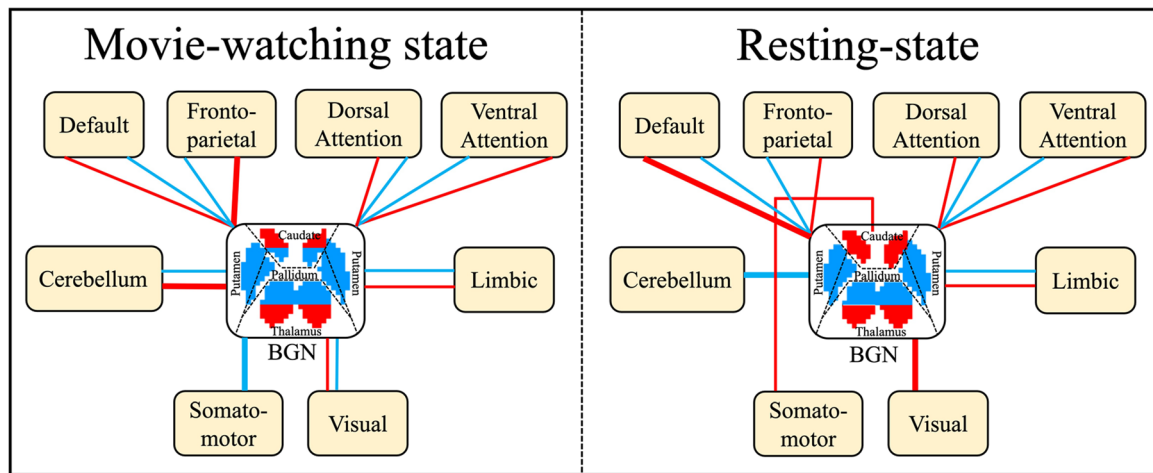 Movie-watching state
Default
Fronto-
parietal
Dorsal
Attention
Ventral
Attention
Cerebellum
Caudate
Putamen
Pallidum
Putamen
Thalamus
BGN
Limbic
Somato-
motor
Visual
Resting-state
Default
Fronto-
parietal
Dorsal
Attention
Ventral
Attention
Cerebellum
Caudate
Putamen
Pallidum
Putamen
Thalamus
BGN
Limbic
Somato-
motor
Visual